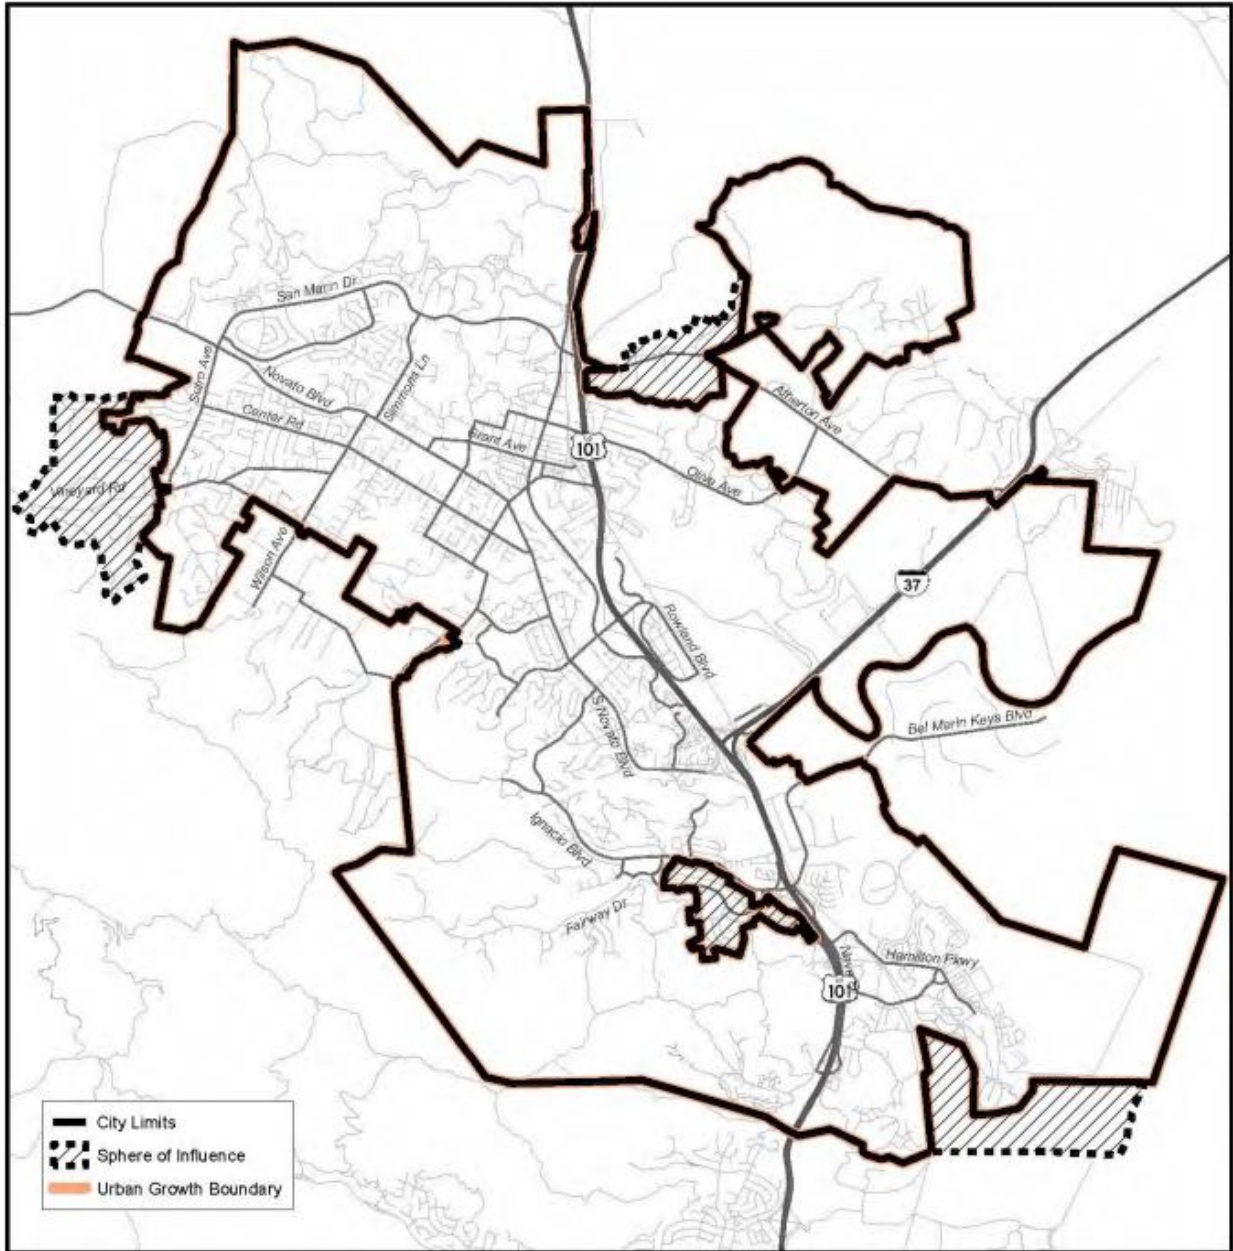 San Marin Dr
Sutro Ave
Novato Blvd
Simmons Ln
Center Rd
Grant Ave
101
Atherton Ave
Olive Ave
Vineyard Rd
Wilson Ave
37
Rowland Blvd
S Novato Blvd
Bel Marin Keys Blvd
Ignacio Blvd
Fairway Dr
Hamilton Pkwy
101
City Limits
Sphere of Influence
Urban Growth Boundary